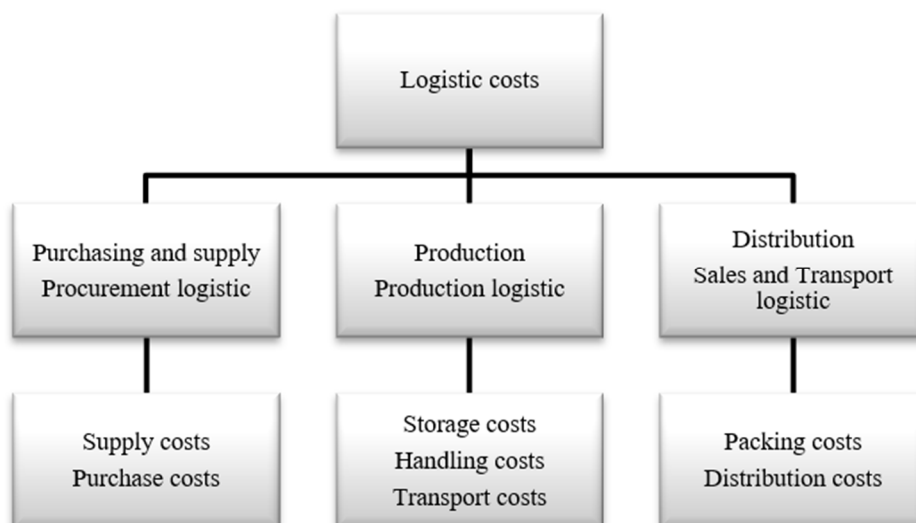 Logistic costs
Purchasing and supply
Procurement logistic
Production
Production logistic
Distribution
Sales and Transport
logistic
Supply costs
Purchase costs
Storage costs
Handling costs
Transport costs
Packing costs
Distribution costs